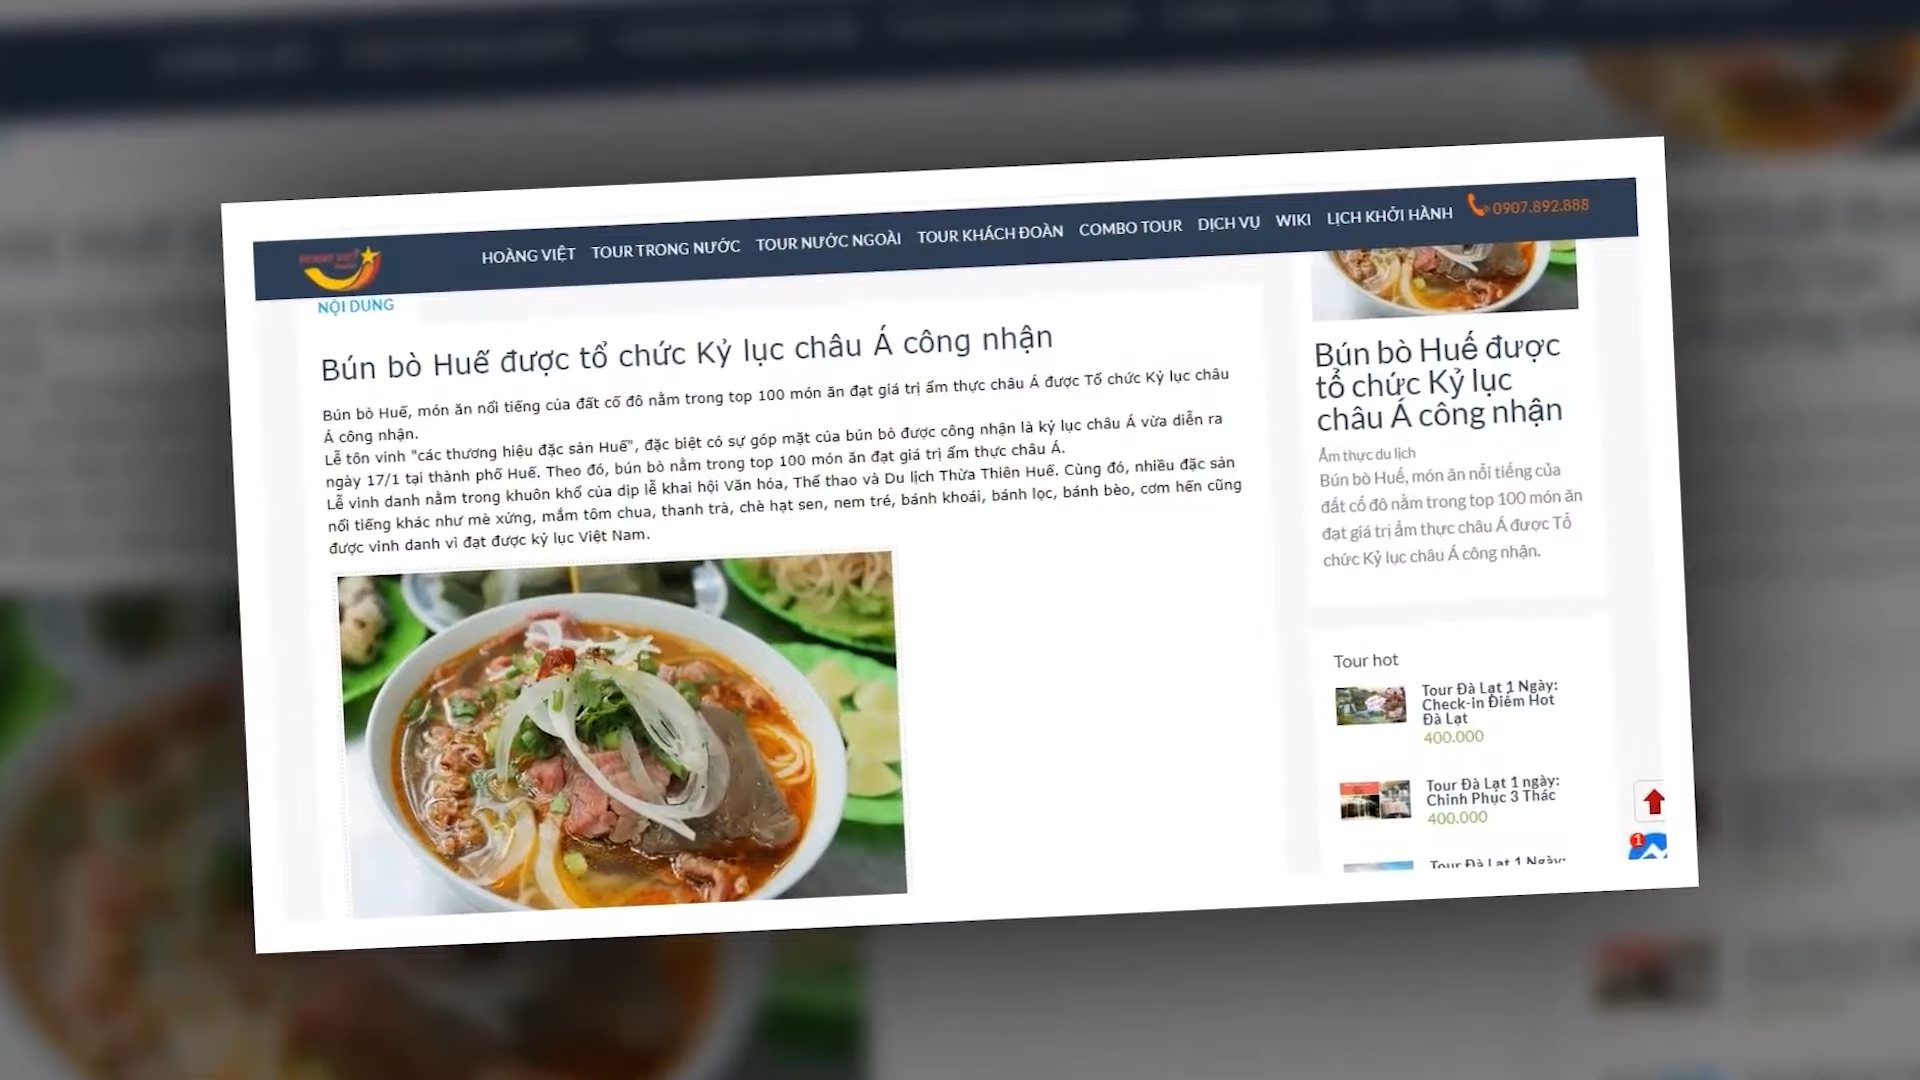 HOÀNG VIỆT TOUR TRONG NƯỚC TOUR NƯỚC NGOÀI TOUR KHÁCH ĐOÀN COMBO TOUR DỊCH VỤ WIKI LỊCH KHỞI HÀNH 0907.892.888
NỘI DUNG
Bún bò Huế được tổ chức Kỷ lục châu Á công nhận
Bún bò Huế, món ăn nổi tiếng của đất cố đô nằm trong top 100 món ăn đạt giá trị ẩm thực châu Á được Tổ chức Kỷ lục châu
Á công nhận.
Lễ tôn vinh "các thương hiệu đặc sản Huế", đặc biệt có sự góp mặt của bún bò được công nhận là kỷ lục châu Á vừa diễn ra
ngày 17/1 tại thành phố Huế. Theo đó, bún bò nằm trong top 100 món ăn đạt giá trị ẩm thực châu Á.
Lễ vinh danh nằm trong khuôn khổ của dịp lễ khai hội Văn hóa, Thể thao và Du lịch Thừa Thiên Huế. Cùng đó, nhiều đặc sản
nổi tiếng khác như mè xửng, mắm tôm chua, thanh trà, chè hạt sen, nem tré, bánh khoái, bánh lọc, bánh bèo, cơm hến cũng
được vinh danh vì đạt được kỷ lục Việt Nam.
Bún bò Huế được
tổ chức Kỷ lục
châu Á công nhận
Ẩm thực du lịch
Bún bò Huế, món ăn nổi tiếng của
đất cố đô nằm trong top 100 món ăn
đạt giá trị ẩm thực châu Á được Tổ
chức Kỷ lục châu Á công nhận.
Tour hot
Tour Đà Lạt 1 Ngày:
Check-in Điểm Hot
Đà Lạt
400.000
Tour Đà Lạt 1 ngày:
Chinh Phục 3 Thác
400.000
Tour Đà Lạt 1 Ngày:
1